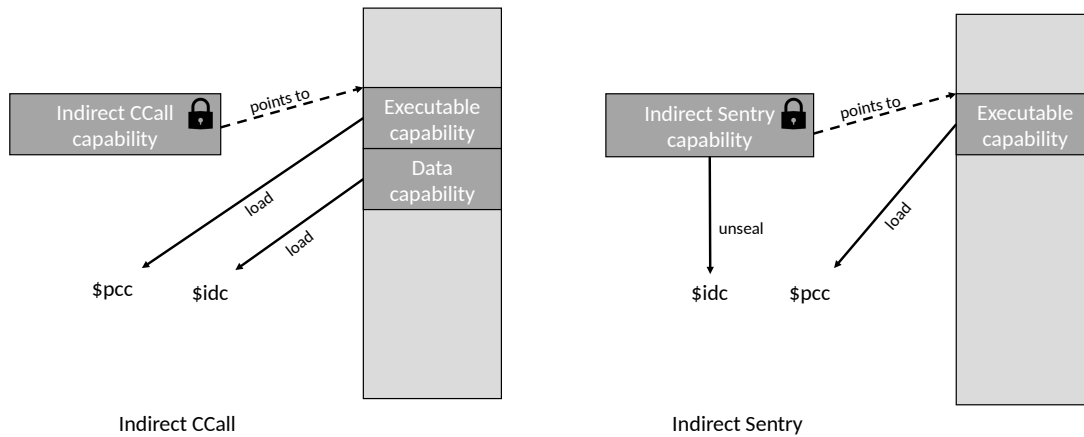 Indirect CCall
capability
points to
Executable
capability
Data
capability
load
load
$pcc
$idc
Indirect CCall
Indirect Sentry
capability
points to
Executable
capability
unseal
load
$idc
$pcc
Indirect Sentry